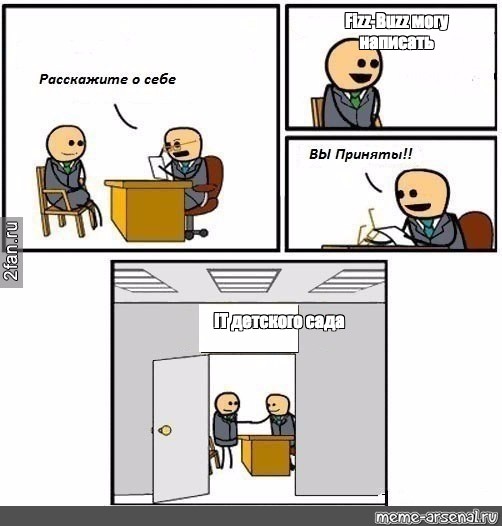 Расскажите о себе
FIzz-Buzz могу
написать
ВЫ Приняты!!
2fan.ru
IT детского сада
meme-arsenal.ru